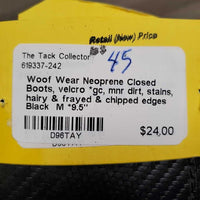 Retail (New) Price
$ 45
The Tack Collector
619337-242
Woof Wear Neoprene Closed
Boots, velcro *gc, mnr dirt, stains,
hairy & frayed & chipped edges
Black M *9.5"
D96TAY $24.00